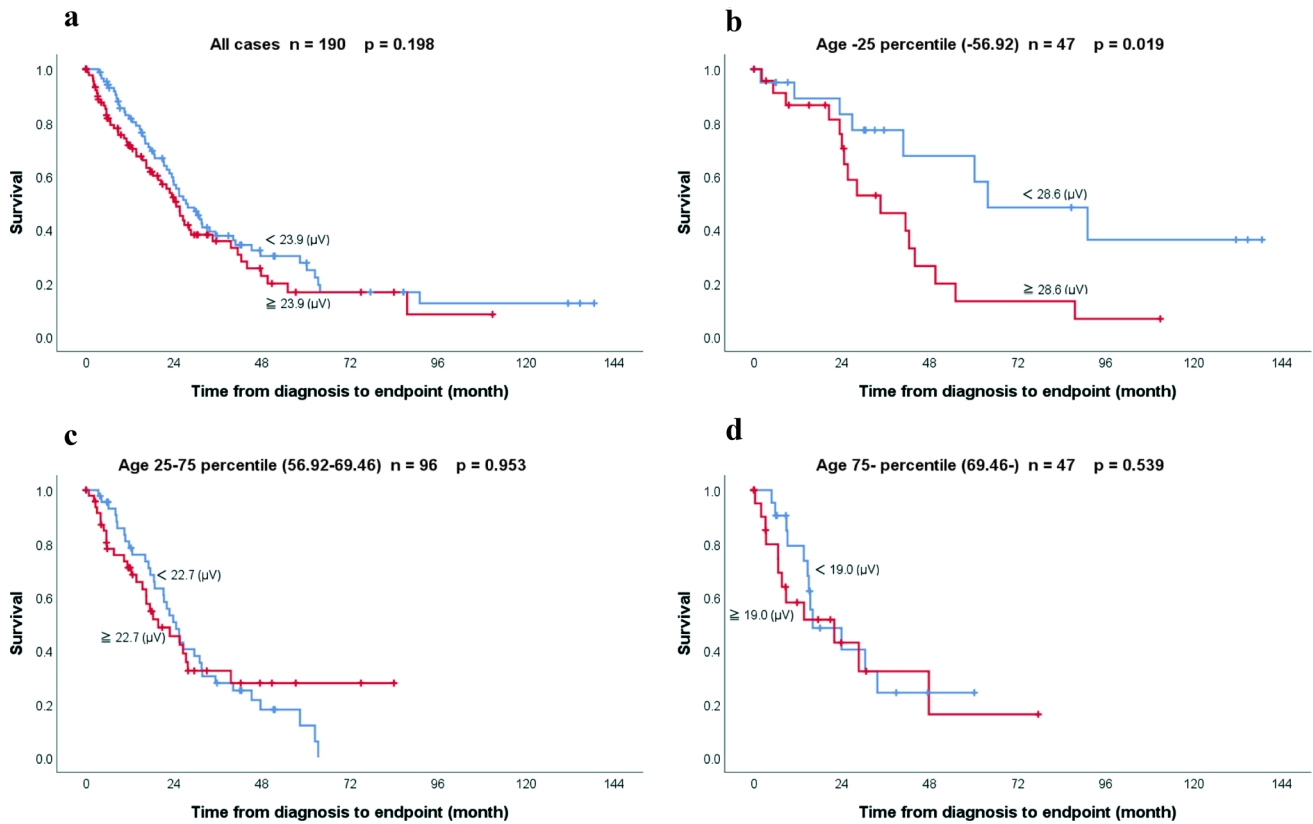 a
All cases n = 190 p = 0.198
1.0
0.8
0.6
0.4
0.2
0.0
Survival
< 23.9 (μV)
≧ 23.9 (μV)
0 24 48 72 96 120 144
Time from diagnosis to endpoint (month)
b
Age -25 percentile (-56.92) n = 47 p = 0.019
1.0
0.8
0.6
0.4
0.2
0.0
Survival
< 28.6 (μV)
≧ 28.6 (μV)
0 24 48 72 96 120 144
Time from diagnosis to endpoint (month)
c
Age 25-75 percentile (56.92-69.46) n = 96 p = 0.953
1.0
0.8
0.6
0.4
0.2
0.0
Survival
< 22.7 (μV)
≧ 22.7 (μV)
0 24 48 72 96 120 144
Time from diagnosis to endpoint (month)
d
Age 75- percentile (69.46-) n = 47 p = 0.539
1.0
0.8
0.6
0.4
0.2
0.0
Survival
< 19.0 (μV)
≧ 19.0 (μV)
0 24 48 72 96 120 144
Time from diagnosis to endpoint (month)